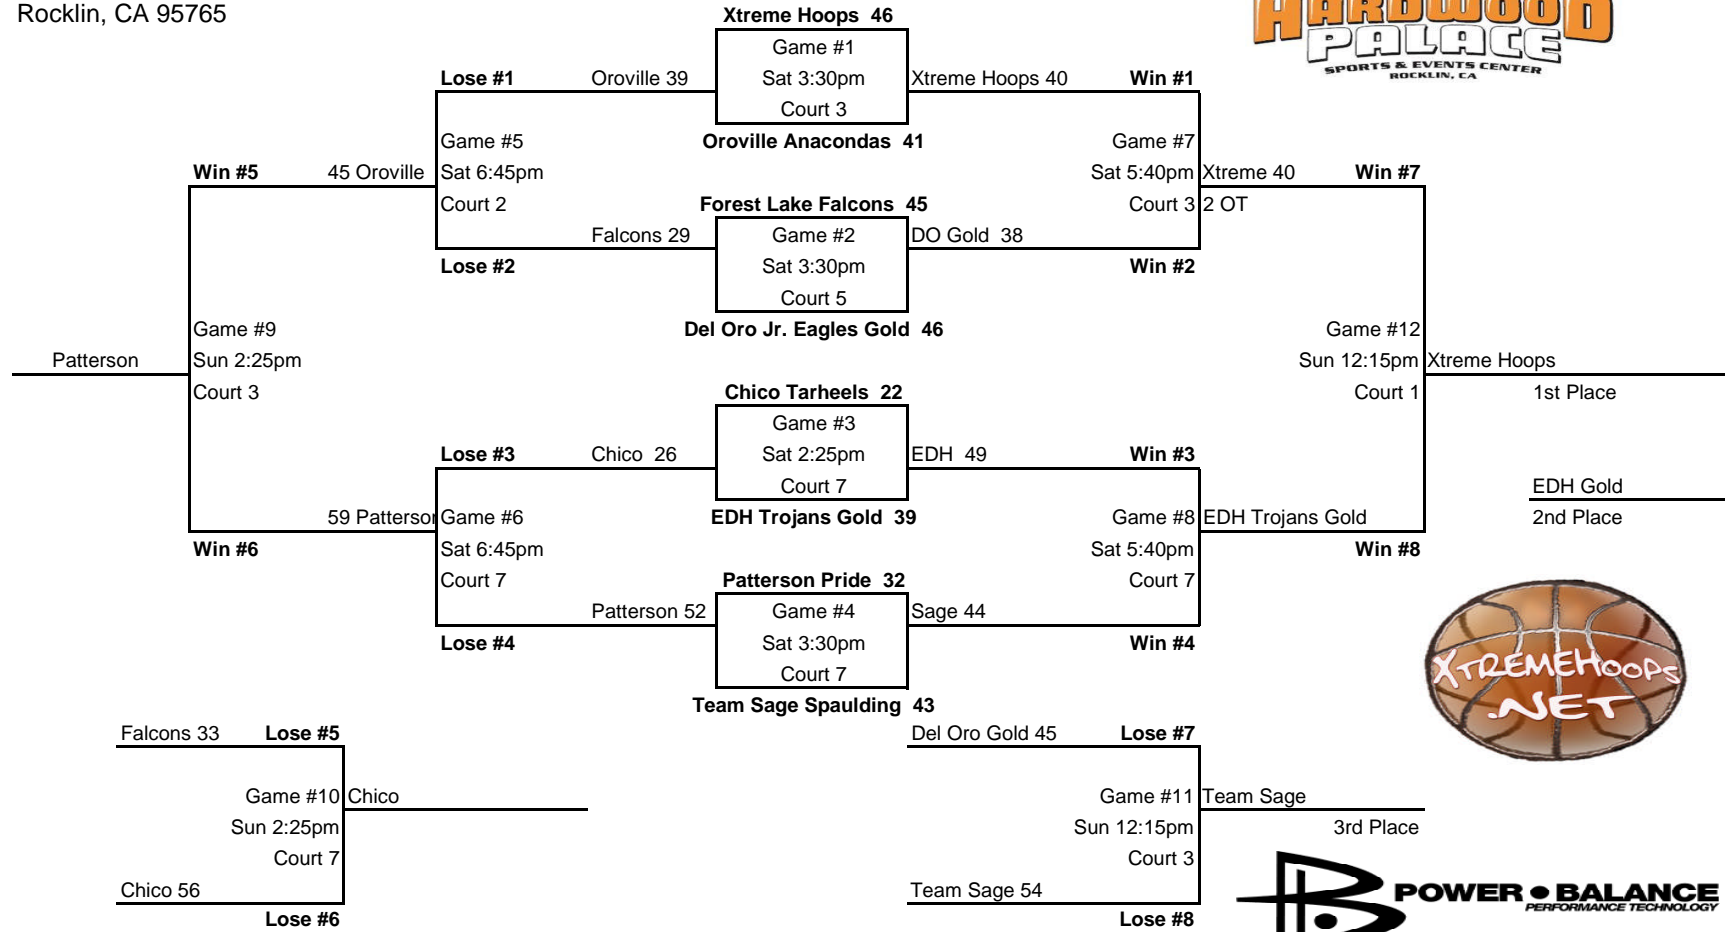 Rocklin, CA 95765
Xtreme Hoops 46
HARDWOOD
PALACE
SPORTS & EVENTS CENTER
ROCKLIN, CA
Game #1
Lose #1 Oroville 39 Sat 3:30pm Xtreme Hoops 40 Win #1
Court 3
Game #5 Oroville Anacondas 41 Game #7
Win #5 45 Oroville Sat 6:45pm Sat 5:40pm Xtreme 40 Win #7
Court 2 Forest Lake Falcons 45 Court 3 2 OT
Falcons 29 Game #2 DO Gold 38
Lose #2 Sat 3:30pm Win #2
Court 5
Game #9 Del Oro Jr. Eagles Gold 46 Game #12
Patterson Sun 2:25pm Sun 12:15pm Xtreme Hoops
Court 3 Chico Tarheels 22 Court 1 1st Place
Game #3
Lose #3 Chico 26 Sat 2:25pm EDH 49 Win #3
Court 7 EDH Gold
59 Patterson Game #6 EDH Trojans Gold 39 Game #8 EDH Trojans Gold 2nd Place
Win #6 Sat 6:45pm Sat 5:40pm Win #8
Court 7 Patterson Pride 32 Court 7
Patterson 52 Game #4 Sage 44
Lose #4 Sat 3:30pm Win #4
Court 7
XTREMEHOOPS
.NET
Team Sage Spaulding 43
Falcons 33 Lose #5 Del Oro Gold 45 Lose #7
Game #10 Chico Game #11 Team Sage
Sun 2:25pm Sun 12:15pm 3rd Place
Court 7 Court 3
Chico 56 Team Sage 54
POWER BALANCE
PERFORMANCE TECHNOLOGY
Lose #6 Lose #8